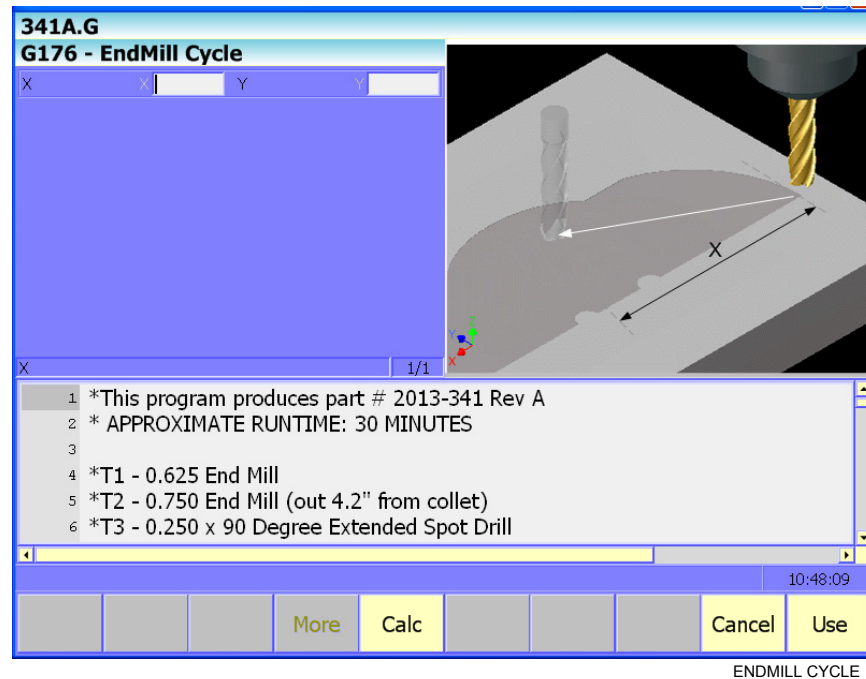 341A.G
G176 - EndMill Cycle
X X Y Y
X
Z
Y
X
X 1/1
1 *This program produces part # 2013-341 Rev A
2 * APPROXIMATE RUNTIME: 30 MINUTES
3
4 *T1 - 0.625 End Mill
5 *T2 - 0.750 End Mill (out 4.2" from collet)
6 *T3 - 0.250 x 90 Degree Extended Spot Drill
10:48:09
More Calc Cancel Use
ENDMILL CYCLE